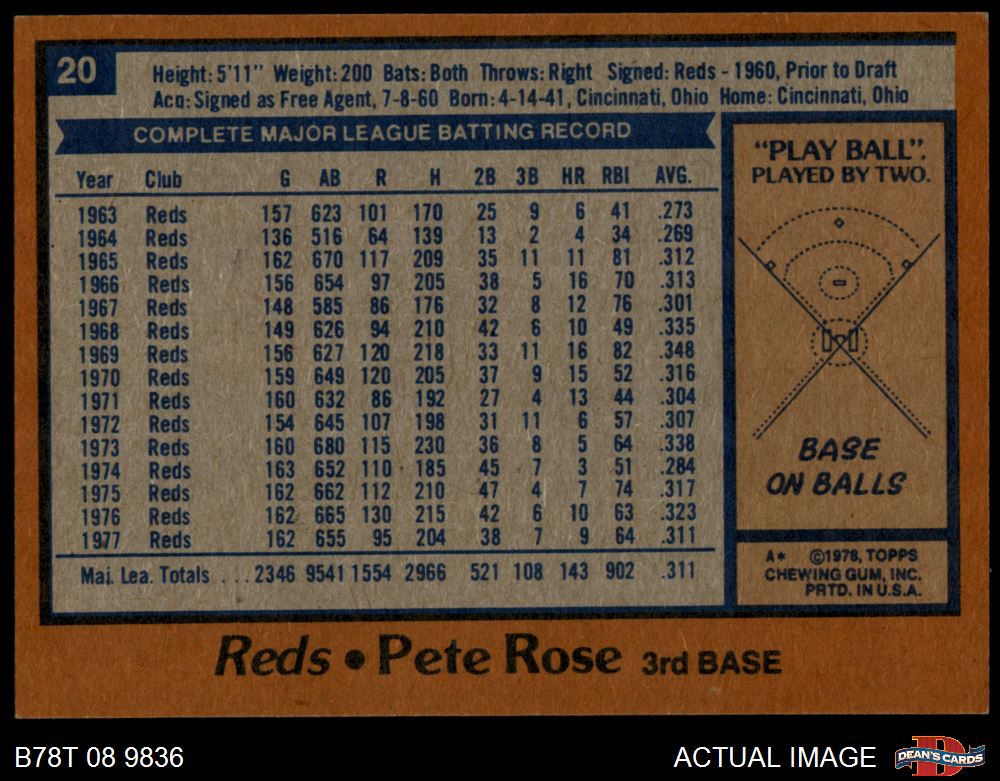 20
Height: 5'11" Weight: 200 Bats: Both Throws: Right Signed: Reds - 1960, Prior to Draft
Acq: Signed as Free Agent, 7-8-60 Born: 4-14-41, Cincinnati, Ohio Home: Cincinnati, Ohio
COMPLETE MAJOR LEAGUE BATTING RECORD
Year Club G AB R H 2B 3B HR RBI AVG.
1963 Reds 157 623 101 170 25 9 6 41 .273
1964 Reds 136 516 64 139 13 2 4 34 .269
1965 Reds 162 670 117 209 35 11 11 81 .312
1966 Reds 156 654 97 205 38 5 16 70 .313
1967 Reds 148 585 86 176 32 8 12 76 .301
1968 Reds 149 626 94 210 42 6 10 49 .335
1969 Reds 156 627 120 218 33 11 16 82 .348
1970 Reds 159 649 120 205 37 9 15 52 .316
1971 Reds 160 632 86 192 27 4 13 44 .304
1972 Reds 154 645 107 198 31 11 6 57 .307
1973 Reds 160 680 115 230 36 8 5 64 .338
1974 Reds 163 652 110 185 45 7 3 51 .284
1975 Reds 162 662 112 210 47 4 7 74 .317
1976 Reds 162 665 130 215 42 6 10 63 .323
1977 Reds 162 655 95 204 38 7 9 64 .311
Maj. Lea. Totals ... 2346 9541 1554 2966 521 108 143 902 .311
"PLAY BALL".
PLAYED BY TWO.
BASE
ON BALLS
A* ©1978, TOPPS
CHEWING GUM, INC.
PRTD. IN U.S.A.
Reds • Pete Rose 3rd BASE
B78T 08 9836
ACTUAL IMAGE
D
DEAN'S CARDS